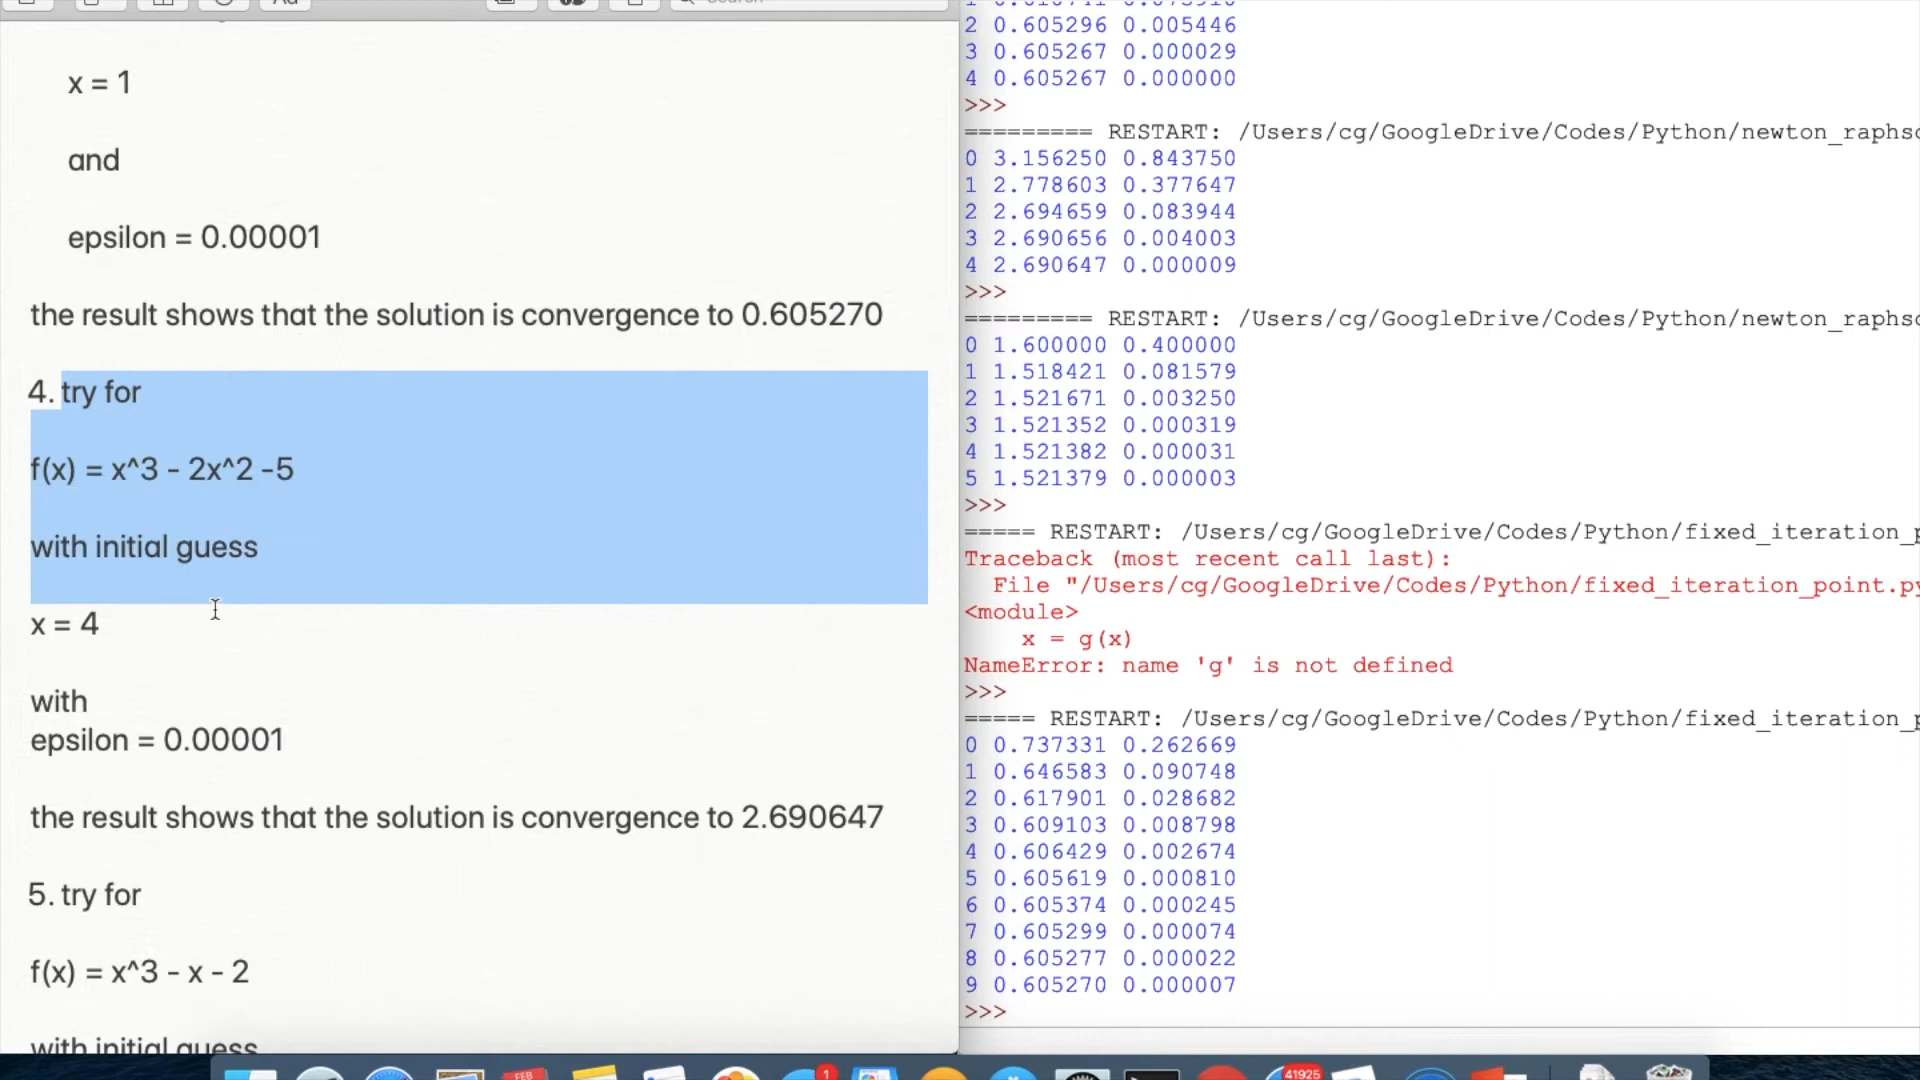 x = 1
and
epsilon = 0.00001
the result shows that the solution is convergence to 0.605270
4. try for
f(x) = x^3 - 2x^2 -5
with initial guess
x = 4
with
epsilon = 0.00001
the result shows that the solution is convergence to 2.690647
5. try for
f(x) = x^3 - x - 2
with initial guess
2 0.605296 0.005446
3 0.605267 0.000029
4 0.605267 0.000000
>>>
========= RESTART: /Users/cg/GoogleDrive/Codes/Python/newton_raphso
0 3.156250 0.843750
1 2.778603 0.377647
2 2.694659 0.083944
3 2.690656 0.004003
4 2.690647 0.000009
>>>
========= RESTART: /Users/cg/GoogleDrive/Codes/Python/newton_raphso
0 1.600000 0.400000
1 1.518421 0.081579
2 1.521671 0.003250
3 1.521352 0.000319
4 1.521382 0.000031
5 1.521379 0.000003
>>>
===== RESTART: /Users/cg/GoogleDrive/Codes/Python/fixed_iteration_p
Traceback (most recent call last):
File "/Users/cg/GoogleDrive/Codes/Python/fixed_iteration_point.py
<module>
x = g(x)
NameError: name 'g' is not defined
>>>
===== RESTART: /Users/cg/GoogleDrive/Codes/Python/fixed_iteration_p
0 0.737331 0.262669
1 0.646583 0.090748
2 0.617901 0.028682
3 0.609103 0.008798
4 0.606429 0.002674
5 0.605619 0.000810
6 0.605374 0.000245
7 0.605299 0.000074
8 0.605277 0.000022
9 0.605270 0.000007
>>>
FEB
1
41925